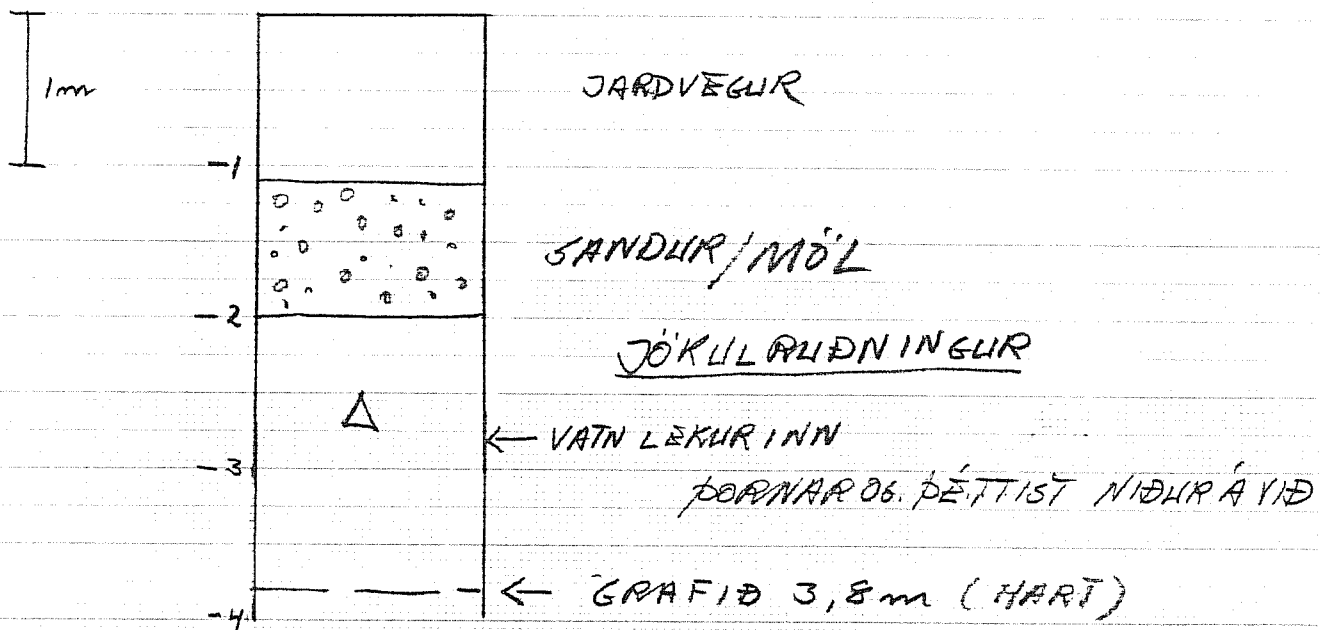 1m
JARDVEGUR
-1
SANDUR/MÖL
-2
JÖKULRUÐNINGUR
← VATN LEKUR INN
-3
ÞORNAR OG. ÞÉTTIST NIÐUR Á VIÐ
← GRAFIÐ 3,8m (HART)
-4